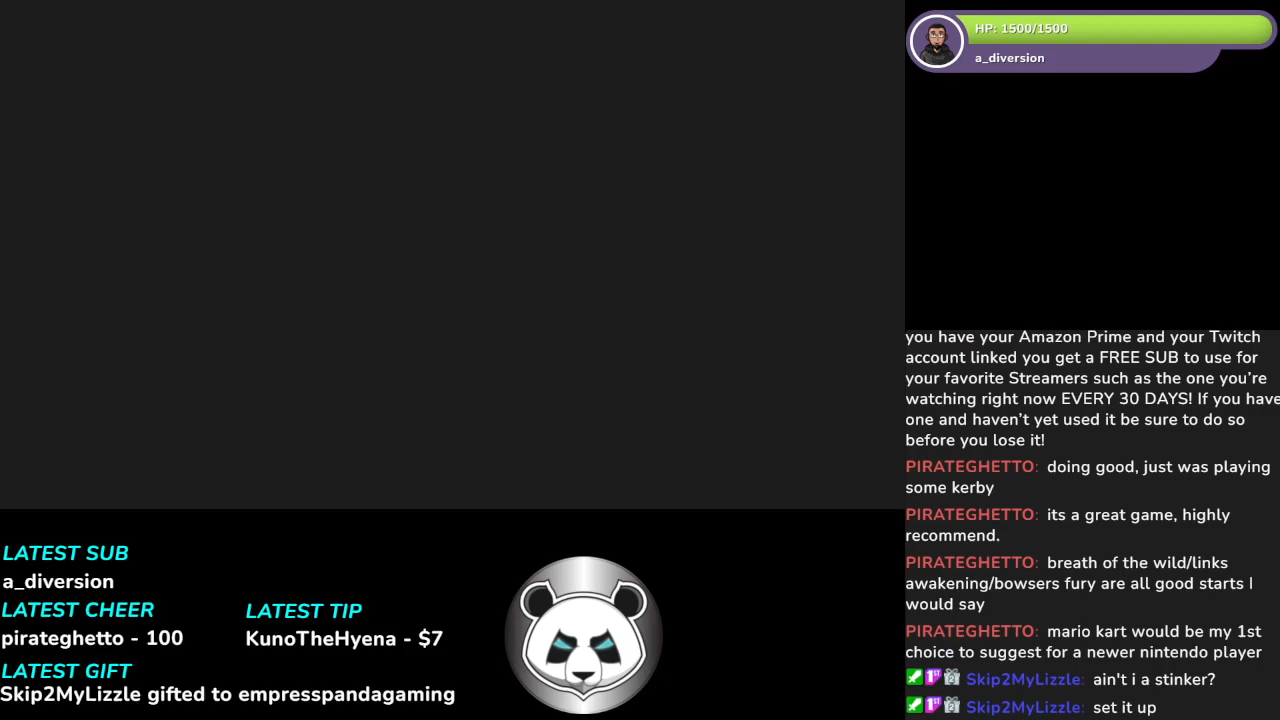 HP: 1500/1500
a_diversion
you have your Amazon Prime and your Twitch
account linked you get a FREE SUB to use for
your favorite Streamers such as the one you're
watching right now EVERY 30 DAYS! If you have
one and haven't yet used it be sure to do so
before you lose it!
PIRATEGHETTO: doing good, just was playing
some kerby
PIRATEGHETTO: its a great game, highly
recommend.
PIRATEGHETTO: breath of the wild/links
awakening/bowsers fury are all good starts I
would say
PIRATEGHETTO: mario kart would be my 1st
choice to suggest for a newer nintendo player
1ST 2 Skip2MyLizzle: ain't i a stinker?
1ST 2 Skip2MyLizzle: set it up
LATEST SUB
a_diversion
LATEST CHEER
pirateghetto - 100
LATEST TIP
KunoTheHyena - $7
LATEST GIFT
Skip2MyLizzle gifted to empresspandagaming